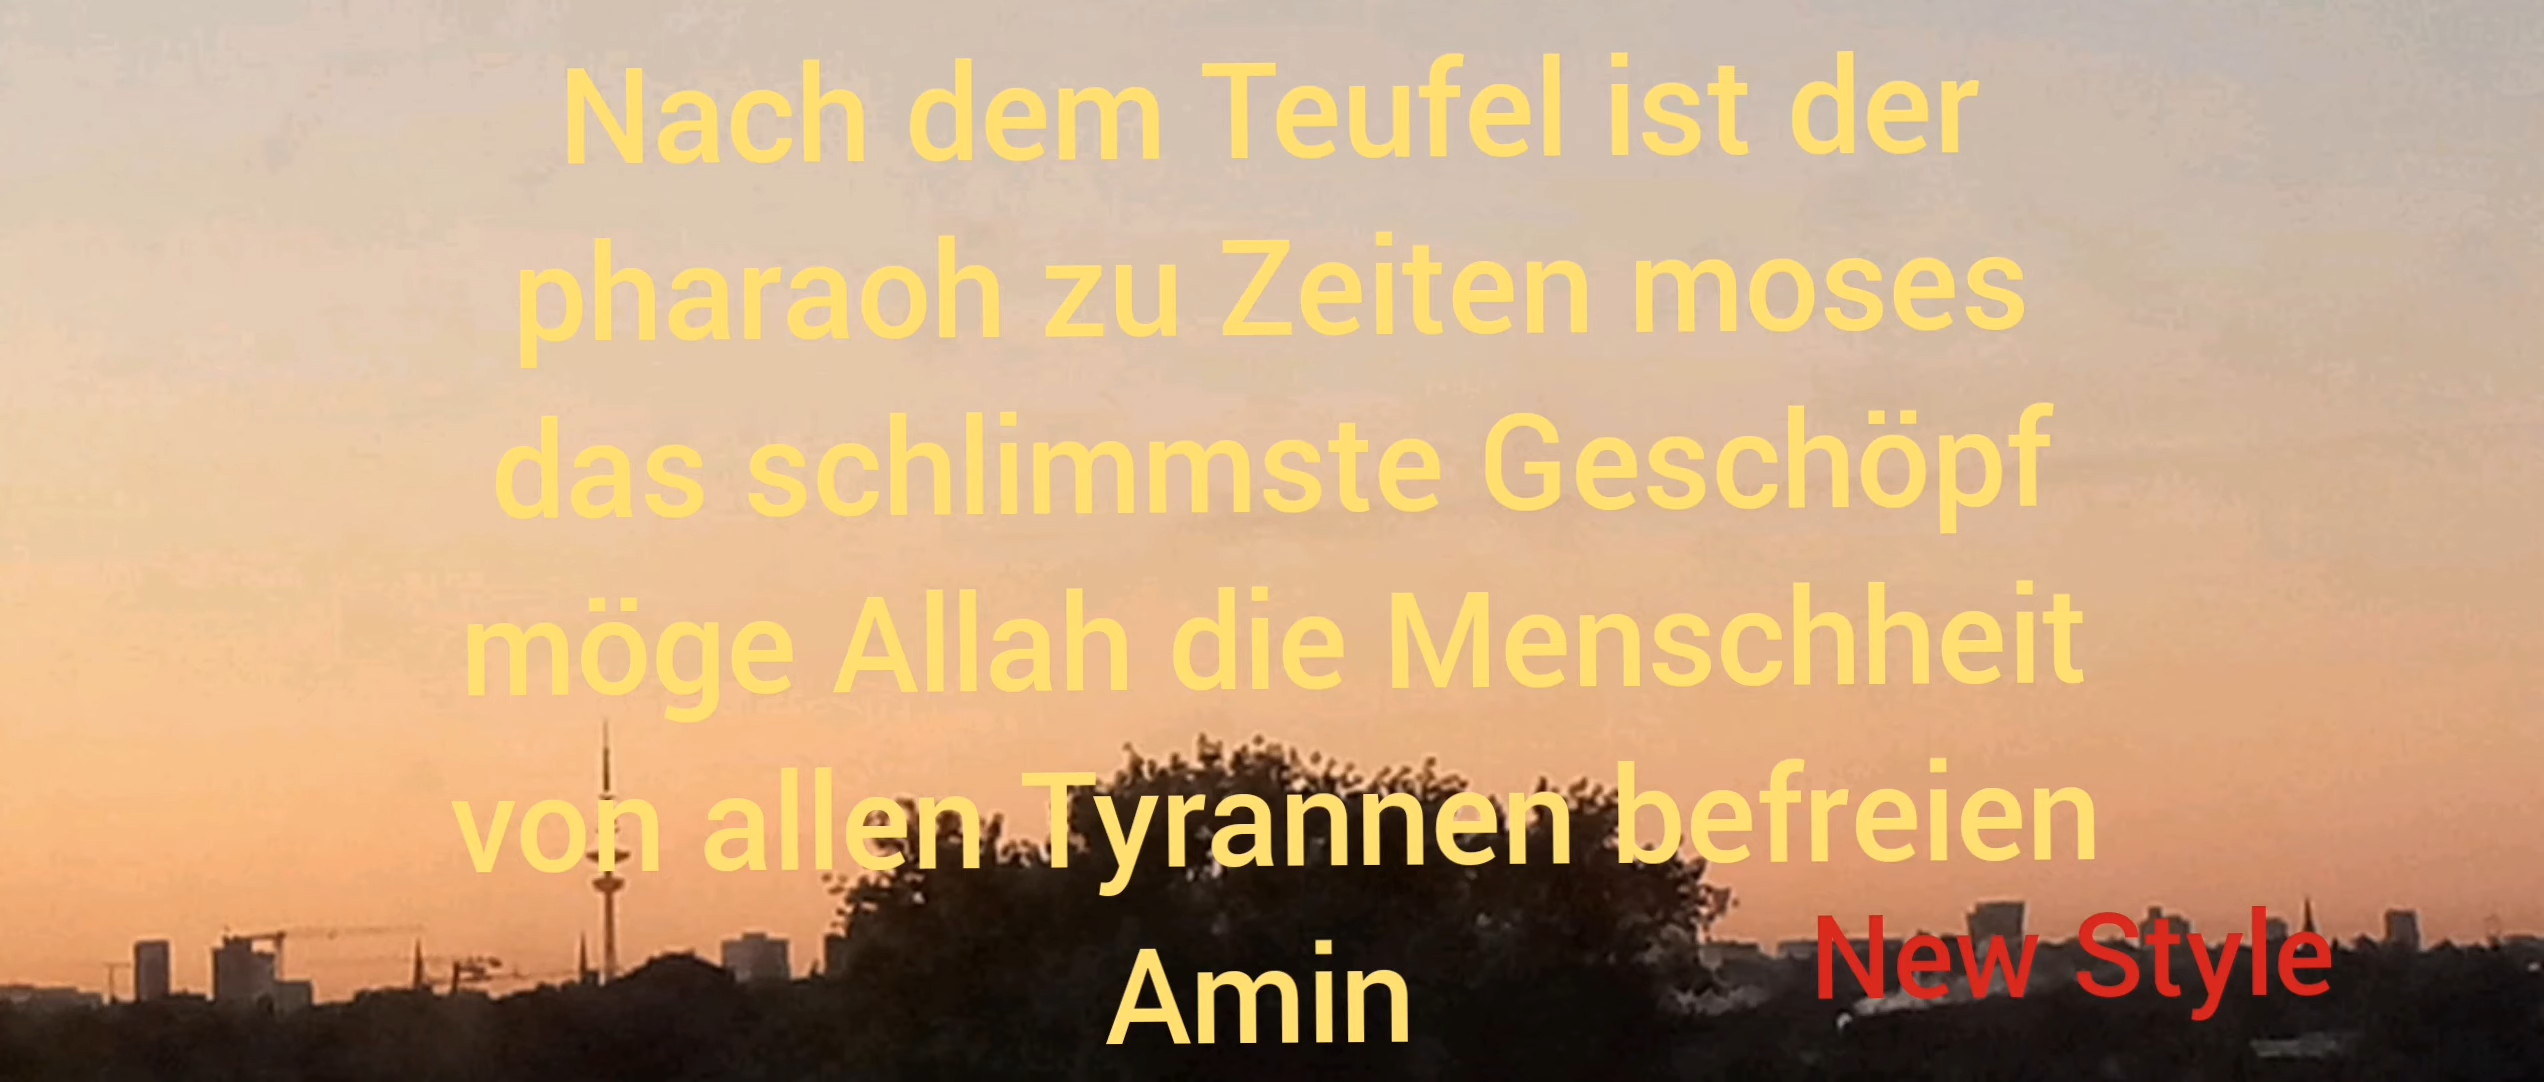 Nach dem Teufel ist der
pharaoh zu Zeiten moses
das schlimmste Geschöpf
möge Allah die Menschheit
von allen Tyrannen befreien
Amin
New Style